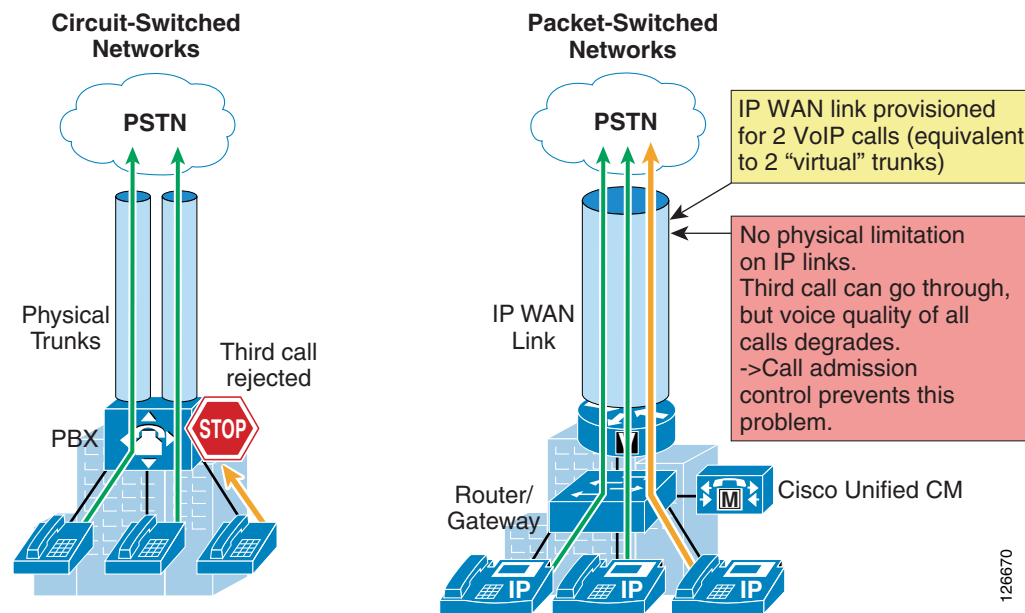 Circuit-Switched
Networks
PSTN
Physical
Trunks
Third call
rejected
PBX
STOP
Packet-Switched
Networks
PSTN
IP WAN link provisioned
for 2 VoIP calls (equivalent
to 2 “virtual” trunks)
No physical limitation
on IP links.
Third call can go through,
but voice quality of all
calls degrades.
->Call admission
control prevents this
problem.
IP WAN
Link
V
Router/
Gateway
M
Cisco Unified CM
IP
IP
IP
126670